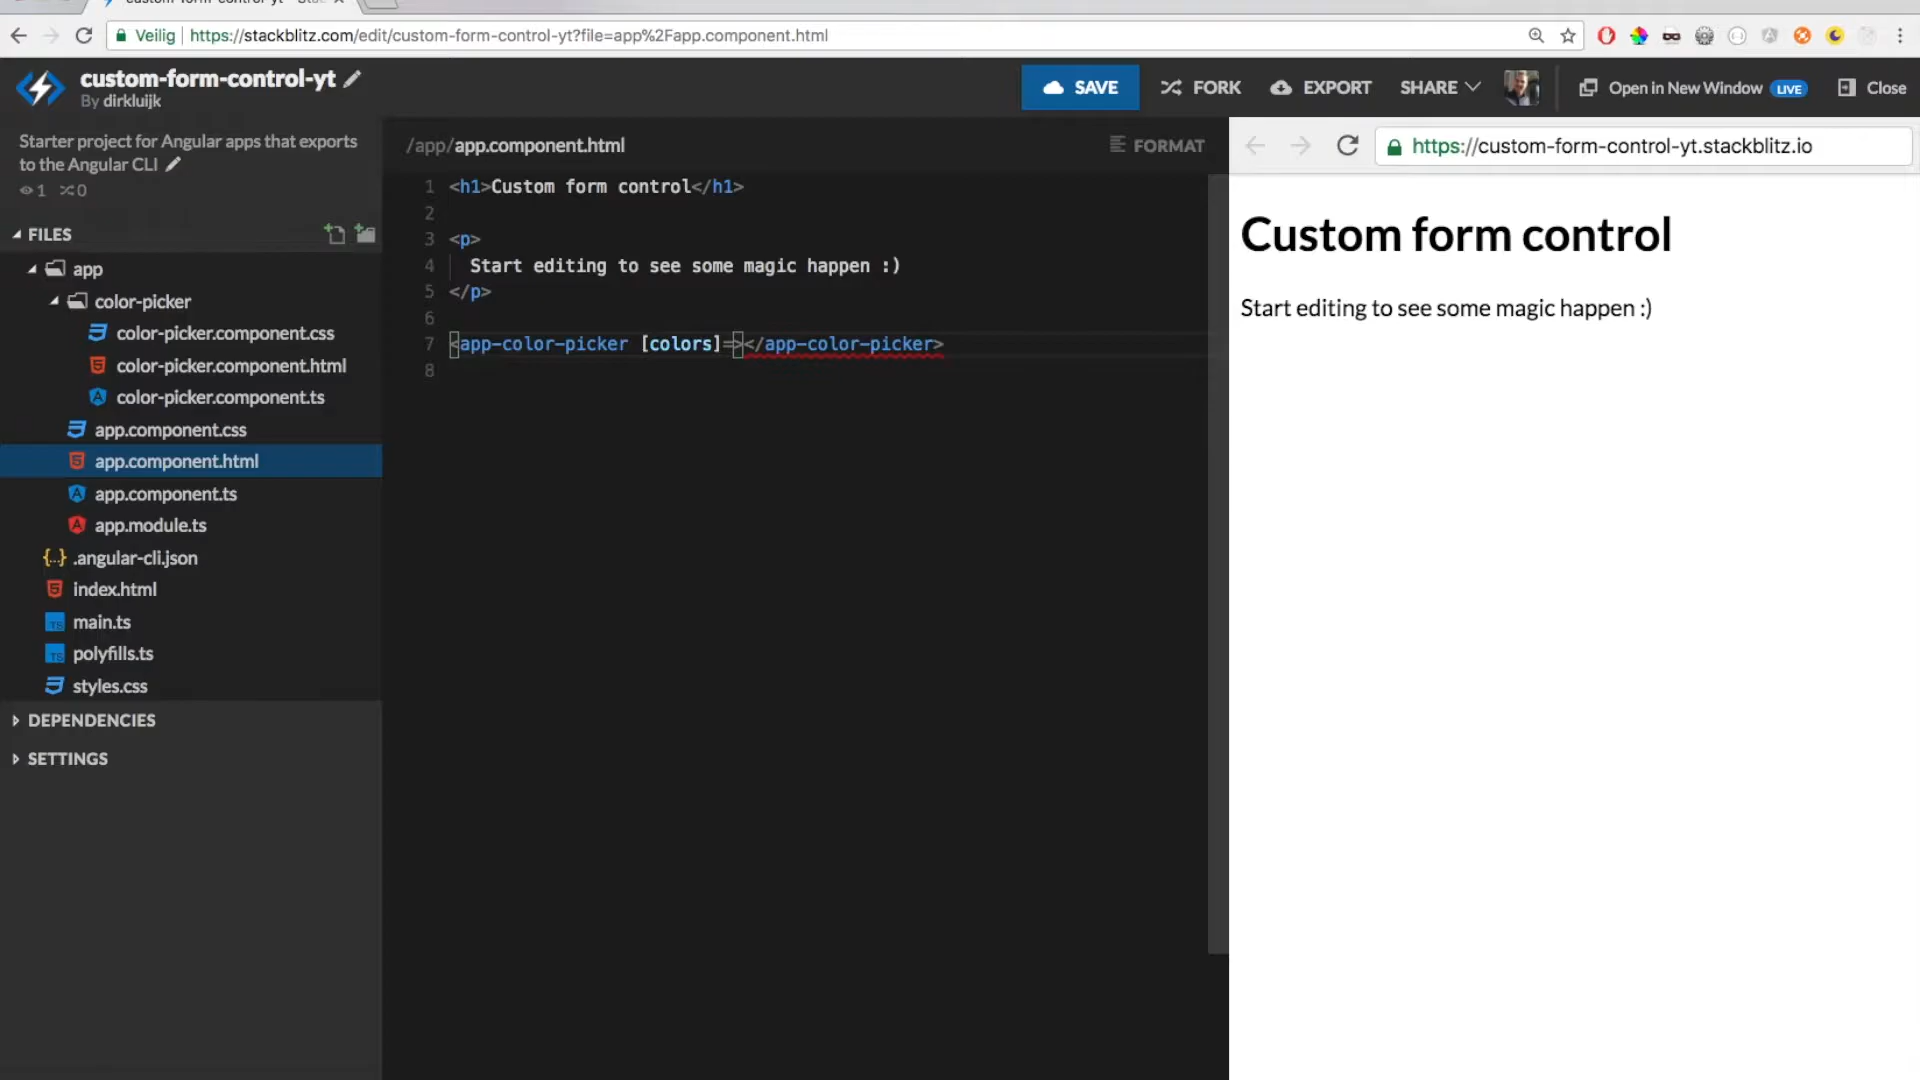 Veilig https://stackblitz.com/edit/custom-form-control-yt?file=app%2Fapp.component.html
custom-form-control-yt
By dirkluijk
SAVE FORK EXPORT SHARE Open in New Window LIVE Close
Starter project for Angular apps that exports
to the Angular CLI
1 0
FILES
app
color-picker
color-picker.component.css
color-picker.component.html
color-picker.component.ts
app.component.css
app.component.html
app.component.ts
app.module.ts
{..} .angular-cli.json
index.html
main.ts
polyfills.ts
styles.css
DEPENDENCIES
SETTINGS
/app/app.component.html FORMAT
1 <h1>Custom form control</h1>
2
3 <p>
4 Start editing to see some magic happen :)
5 </p>
6
7 <app-color-picker [colors]=></app-color-picker>
8
https://custom-form-control-yt.stackblitz.io
Custom form control
Start editing to see some magic happen :)